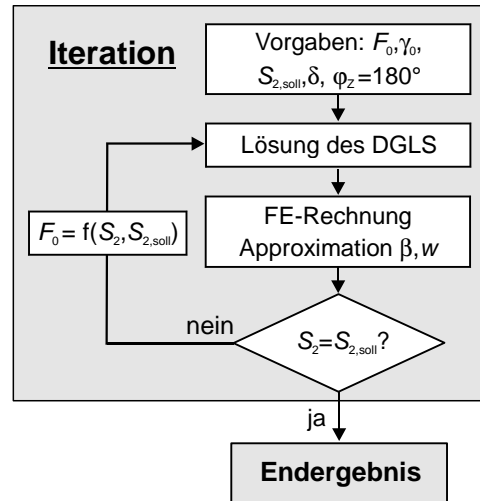 Iteration
Vorgaben: F₀,γ₀,
S₂,soll,δ, φ_Z=180°
Lösung des DGLS
FE-Rechnung
Approximation β,w
F₀= f(S₂,S₂,soll)
nein
S₂=S₂,soll?
ja
Endergebnis